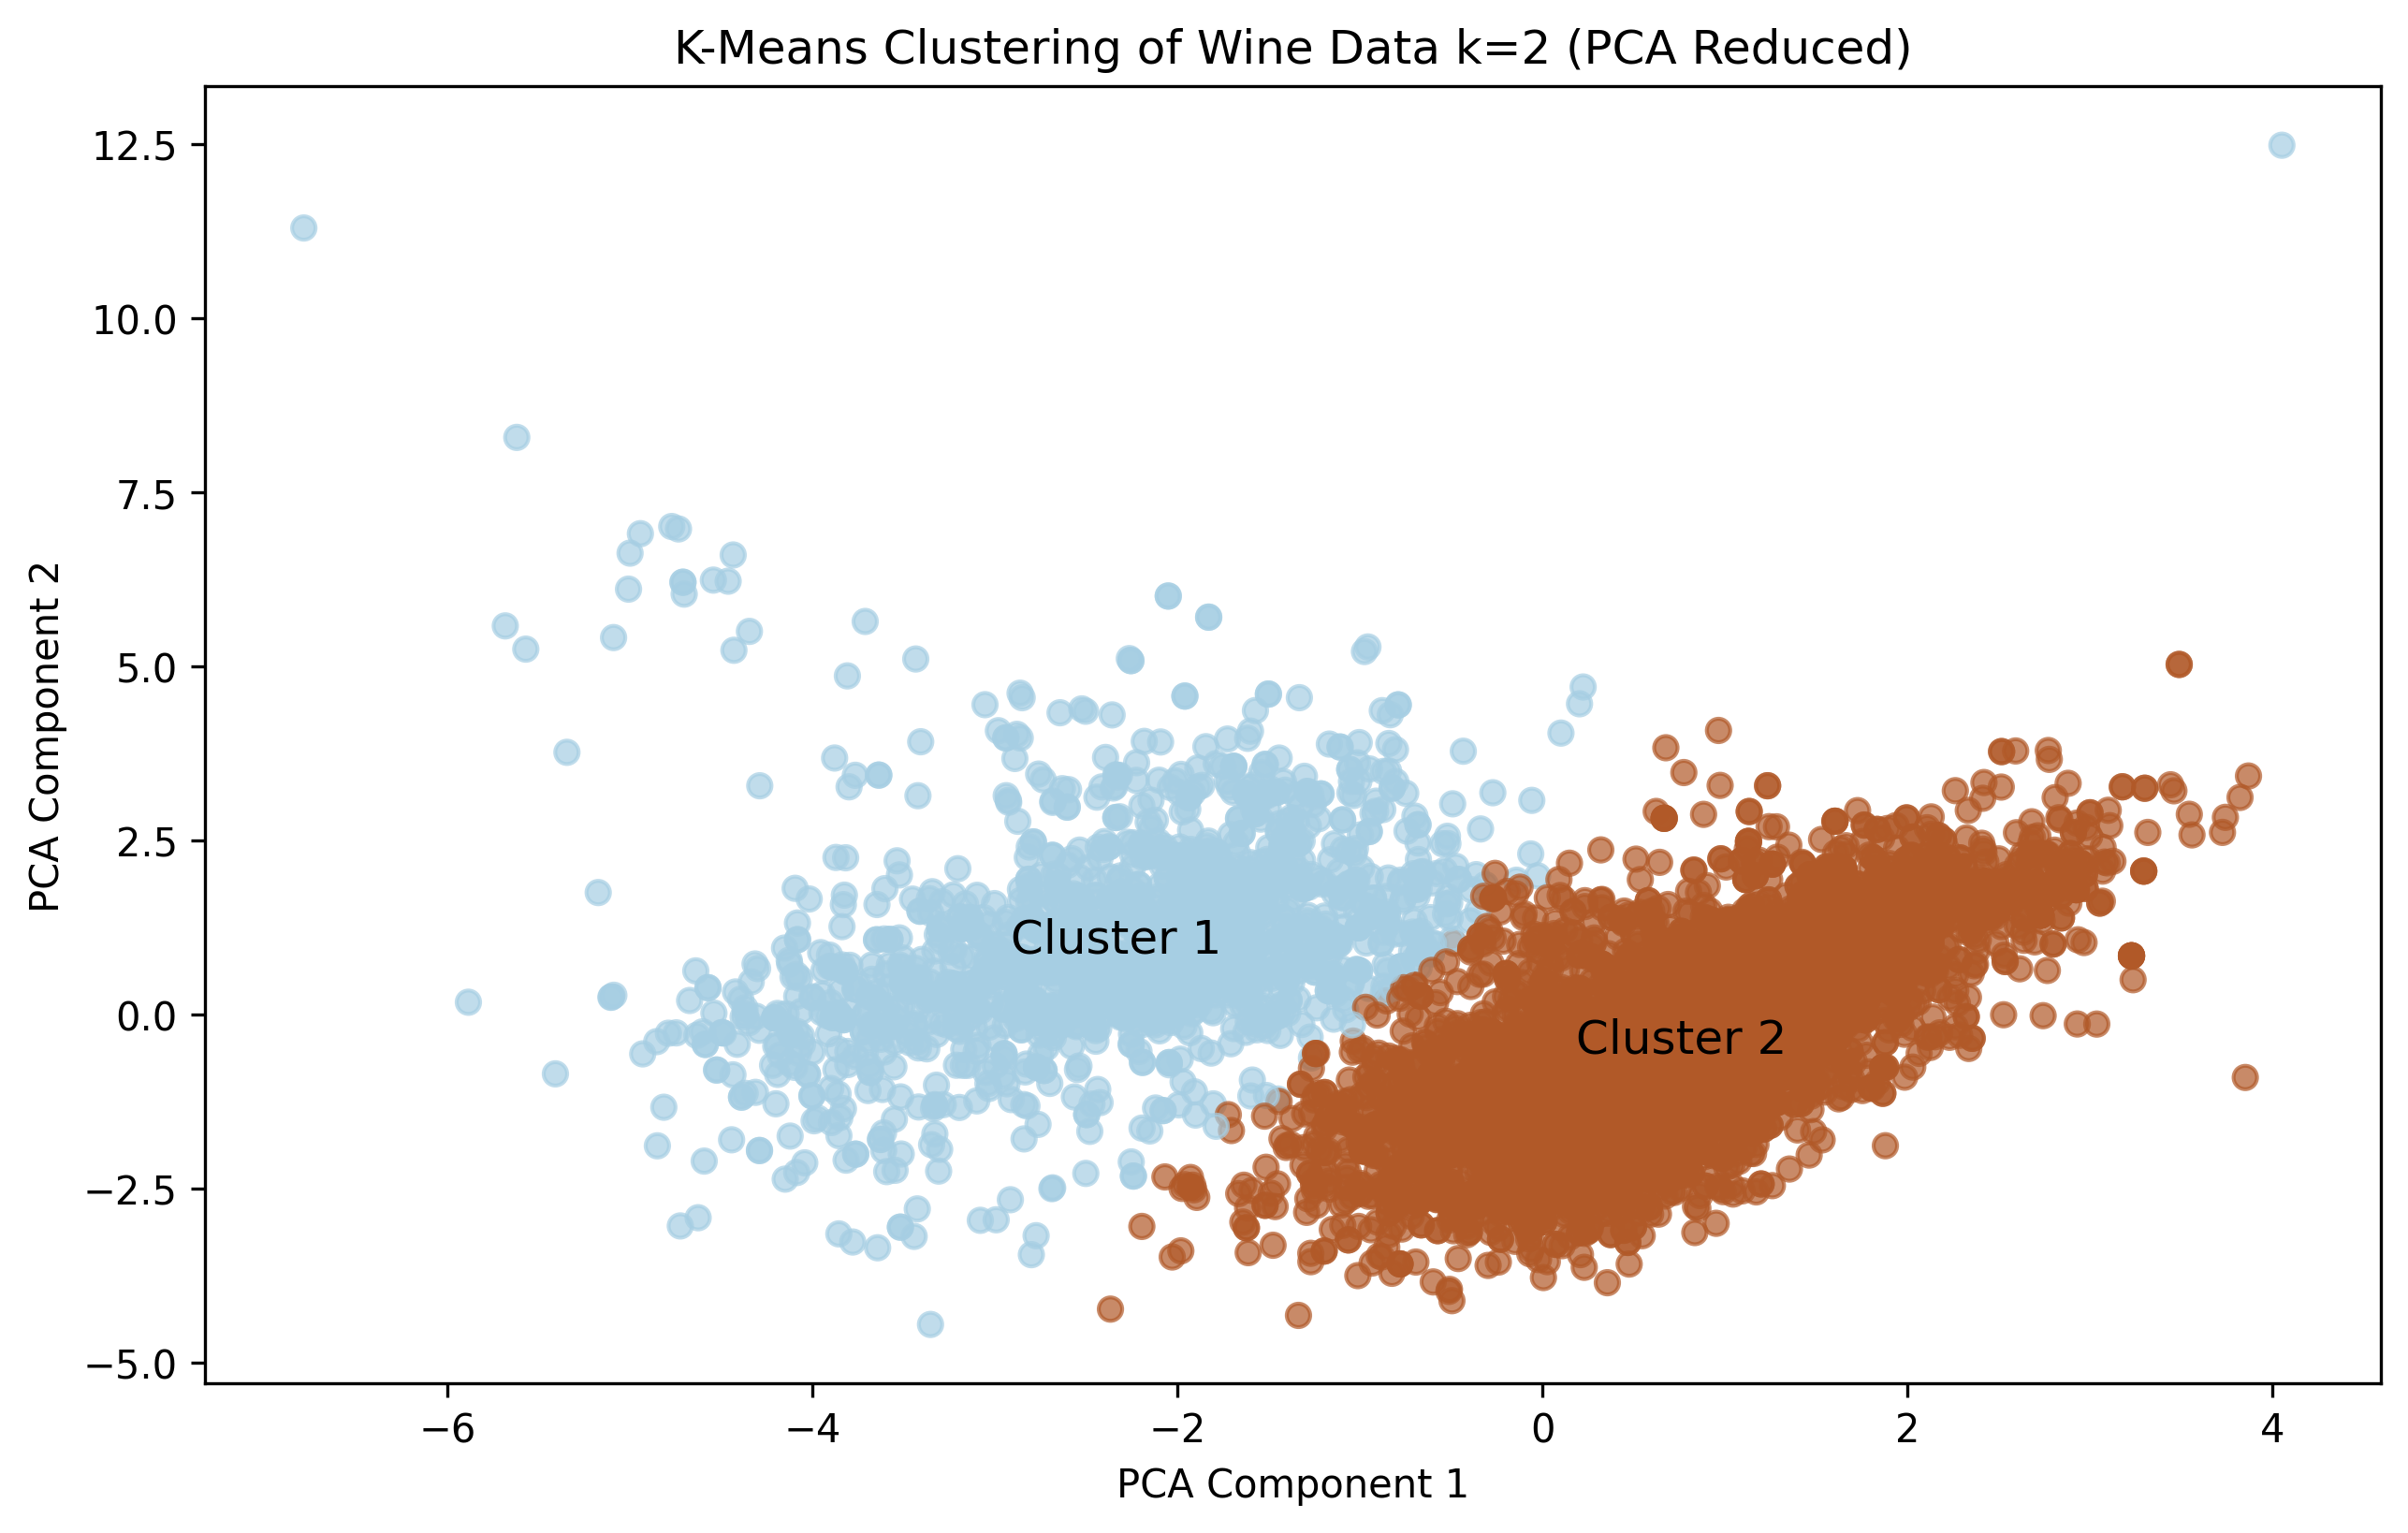 K-Means Clustering of Wine Data k=2 (PCA Reduced)
12.5
10.0
7.5
5.0
2.5
0.0
−2.5
−5.0
PCA Component 2
Cluster 1
Cluster 2
−6 −4 −2 0 2 4
PCA Component 1